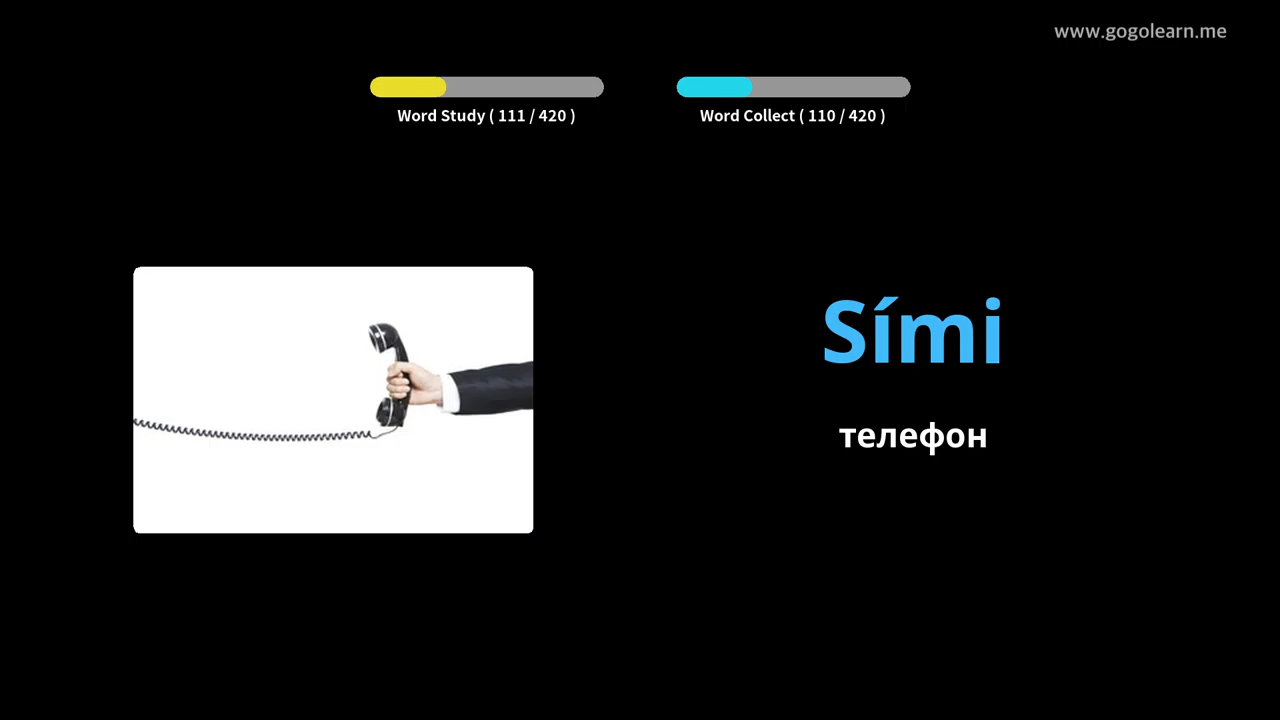 www.gogolearn.me
Word Study ( 111 / 420 )
Word Collect ( 110 / 420 )
Sími
телефон